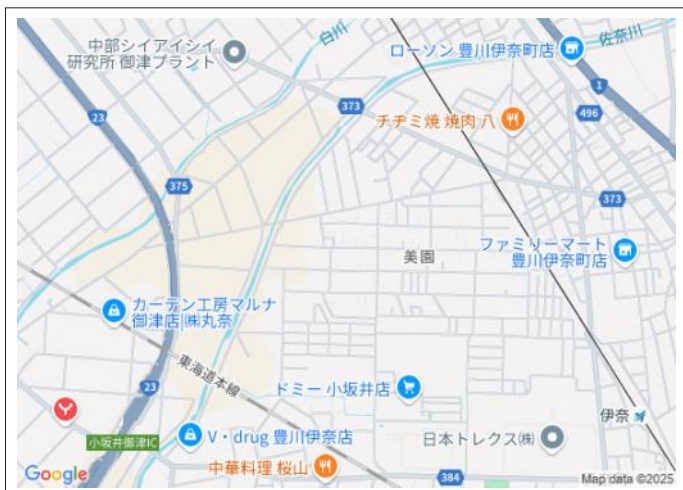 中部シイアイシイ
研究所 御津プラント
白川
ローソン 豊川伊奈町店
佐奈川
1
23
373
496
チヂミ焼 焼肉 八
375
373
美園
ファミリーマート
豊川伊奈町店
カーテン工房マルナ
御津店 ㈱丸奈
東海道本線
23
ドミー 小坂井店
伊奈
小坂井御津IC
V・drug 豊川伊奈店
日本トレクス㈱
中華料理 桜山
384
Google
Map data ©2025